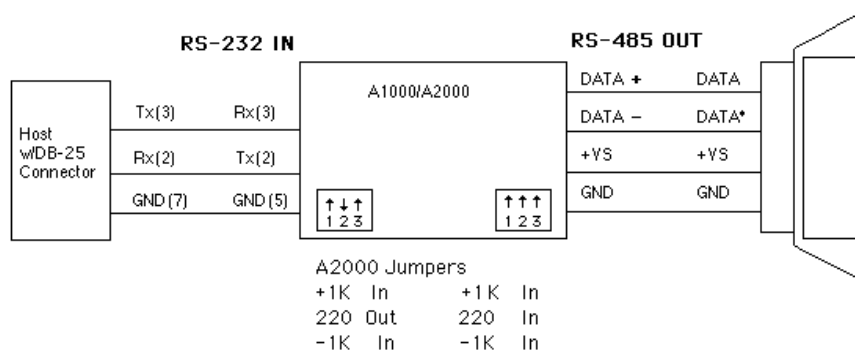 RS-232 IN
RS-485 OUT
A1000/A2000
Host
w/DB-25
Connector
Tx(3) Rx(3)
Rx(2) Tx(2)
GND(7) GND(5)
↑↓↑
1 2 3
↑↑↑
1 2 3
DATA + DATA
DATA - DATA*
+VS +VS
GND GND
A2000 Jumpers
+1K In +1K In
220 Out 220 In
-1K In -1K In